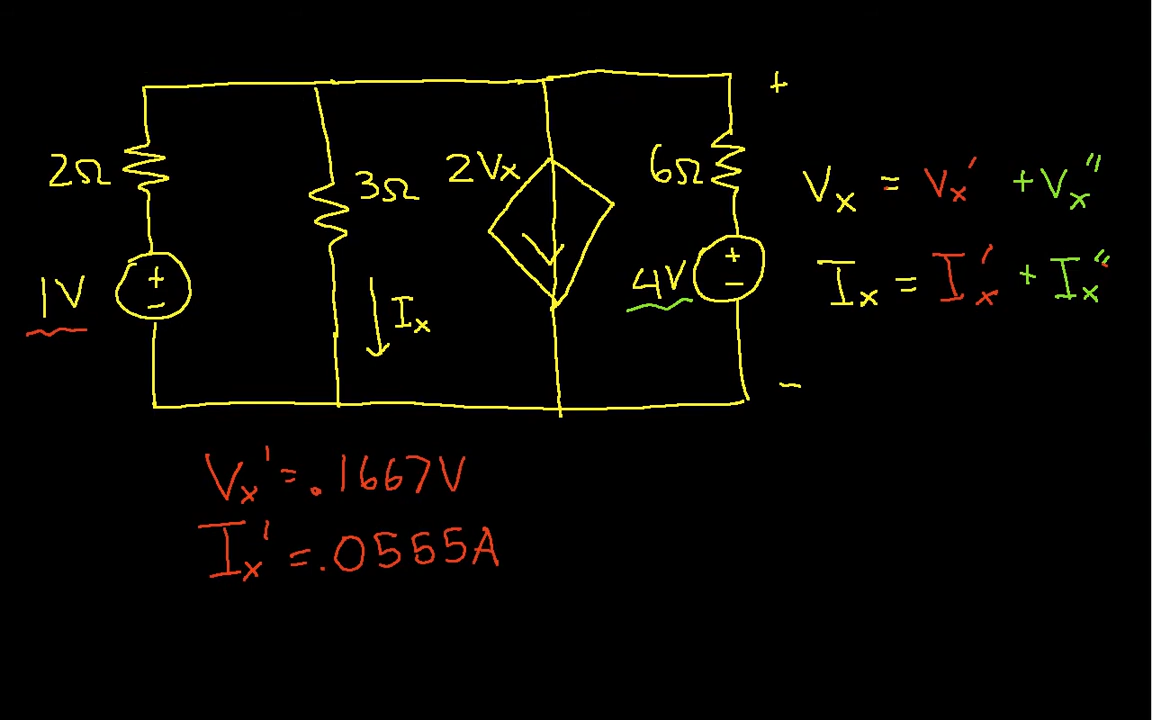 +
2Ω
3Ω
2Vx
6Ω
Vx = Vx' + Vx"
1V
+
-
Ix
4V
+
-
Ix = Ix' + Ix"
-
Vx' = .1667V
Ix' = .0555A